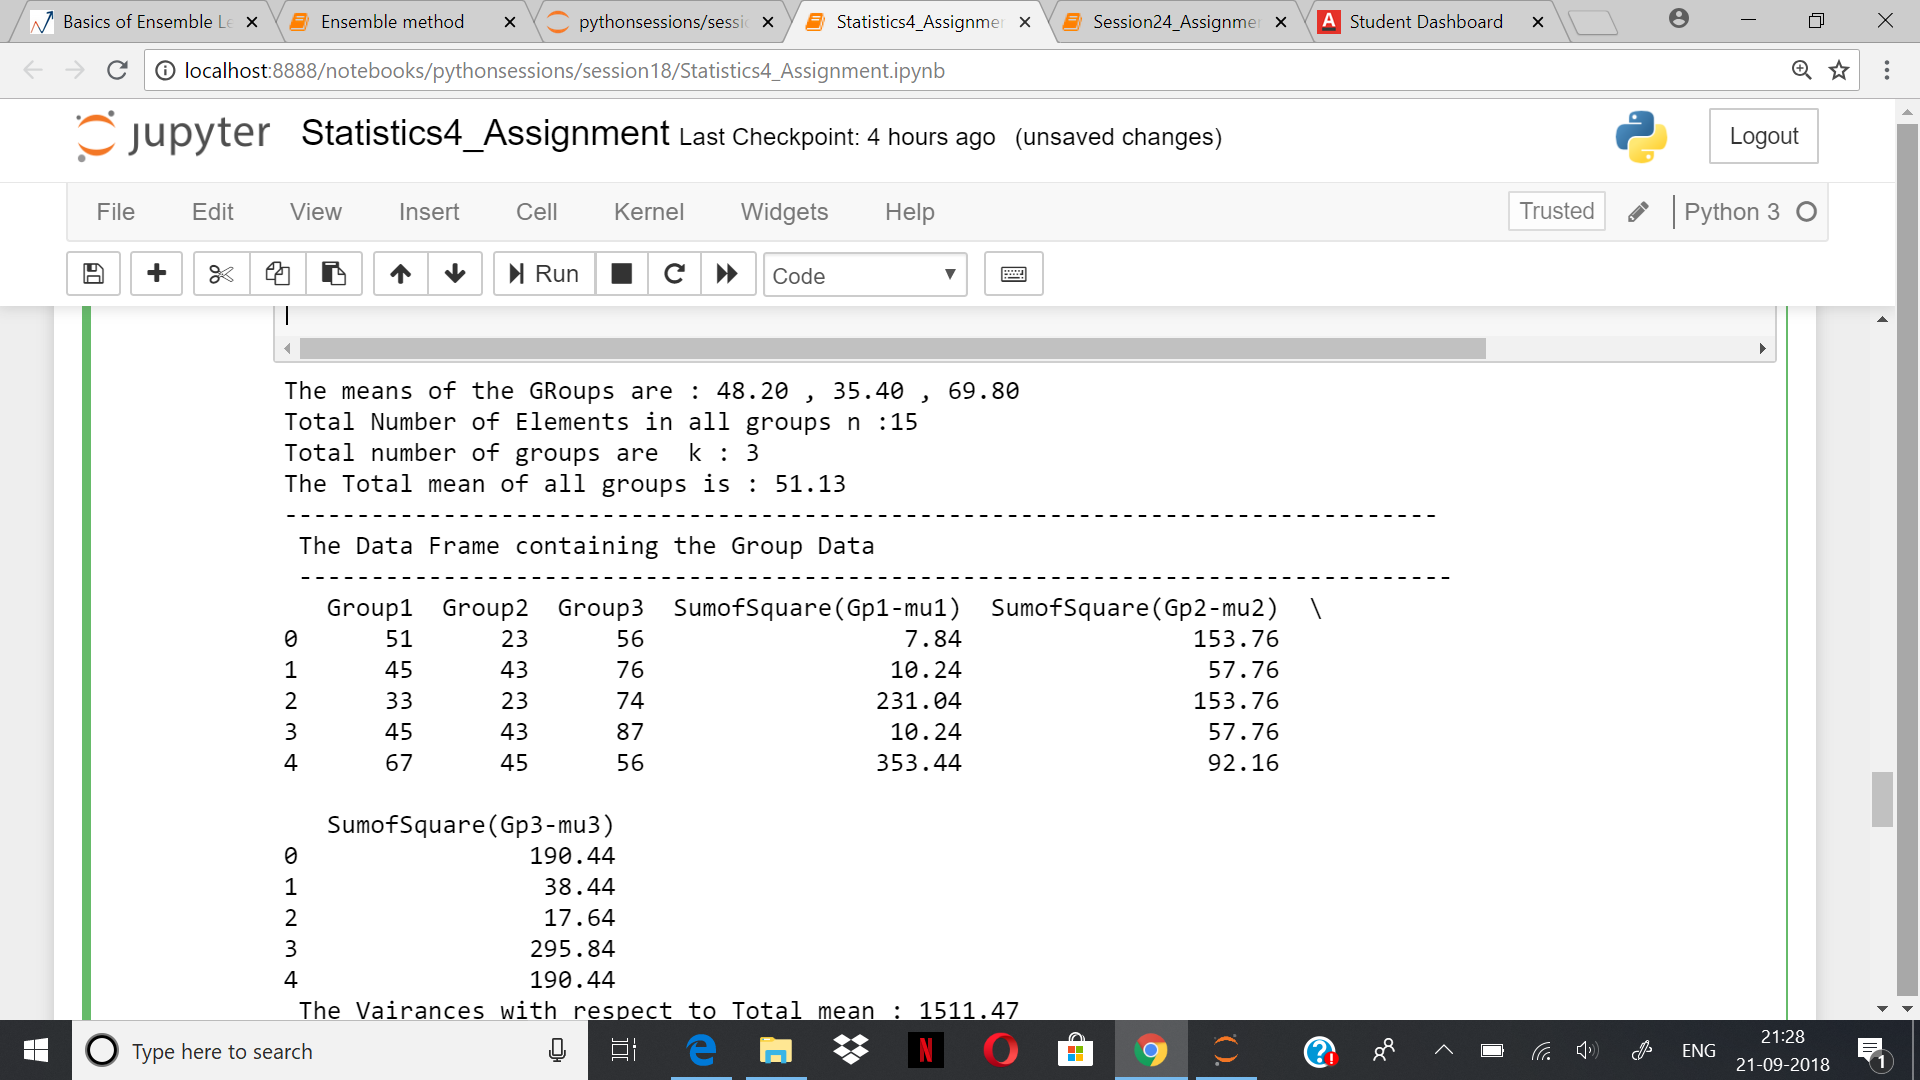 Basics of Ensemble Le
Ensemble method
pythonsessions/sessi
Statistics4_Assignmen
Session24_Assignmen
Student Dashboard
localhost:8888/notebooks/pythonsessions/session18/Statistics4_Assignment.ipynb
jupyter Statistics4_Assignment Last Checkpoint: 4 hours ago (unsaved changes)
Logout
File Edit View Insert Cell Kernel Widgets Help
Trusted
Python 3
Run
Code
The means of the GRoups are : 48.20 , 35.40 , 69.80
Total Number of Elements in all groups n :15
Total number of groups are  k : 3
The Total mean of all groups is : 51.13
--------------------------------------------------------------------------------
The Data Frame containing the Group Data
--------------------------------------------------------------------------------
Group1 Group2 Group3 SumofSquare(Gp1-mu1) SumofSquare(Gp2-mu2) \
0 51 23 56 7.84 153.76
1 45 43 76 10.24 57.76
2 33 23 74 231.04 153.76
3 45 43 87 10.24 57.76
4 67 45 56 353.44 92.16
SumofSquare(Gp3-mu3)
0 190.44
1 38.44
2 17.64
3 295.84
4 190.44
The Vairances with respect to Total mean : 1511.47
Type here to search
ENG
21:28
21-09-2018
1